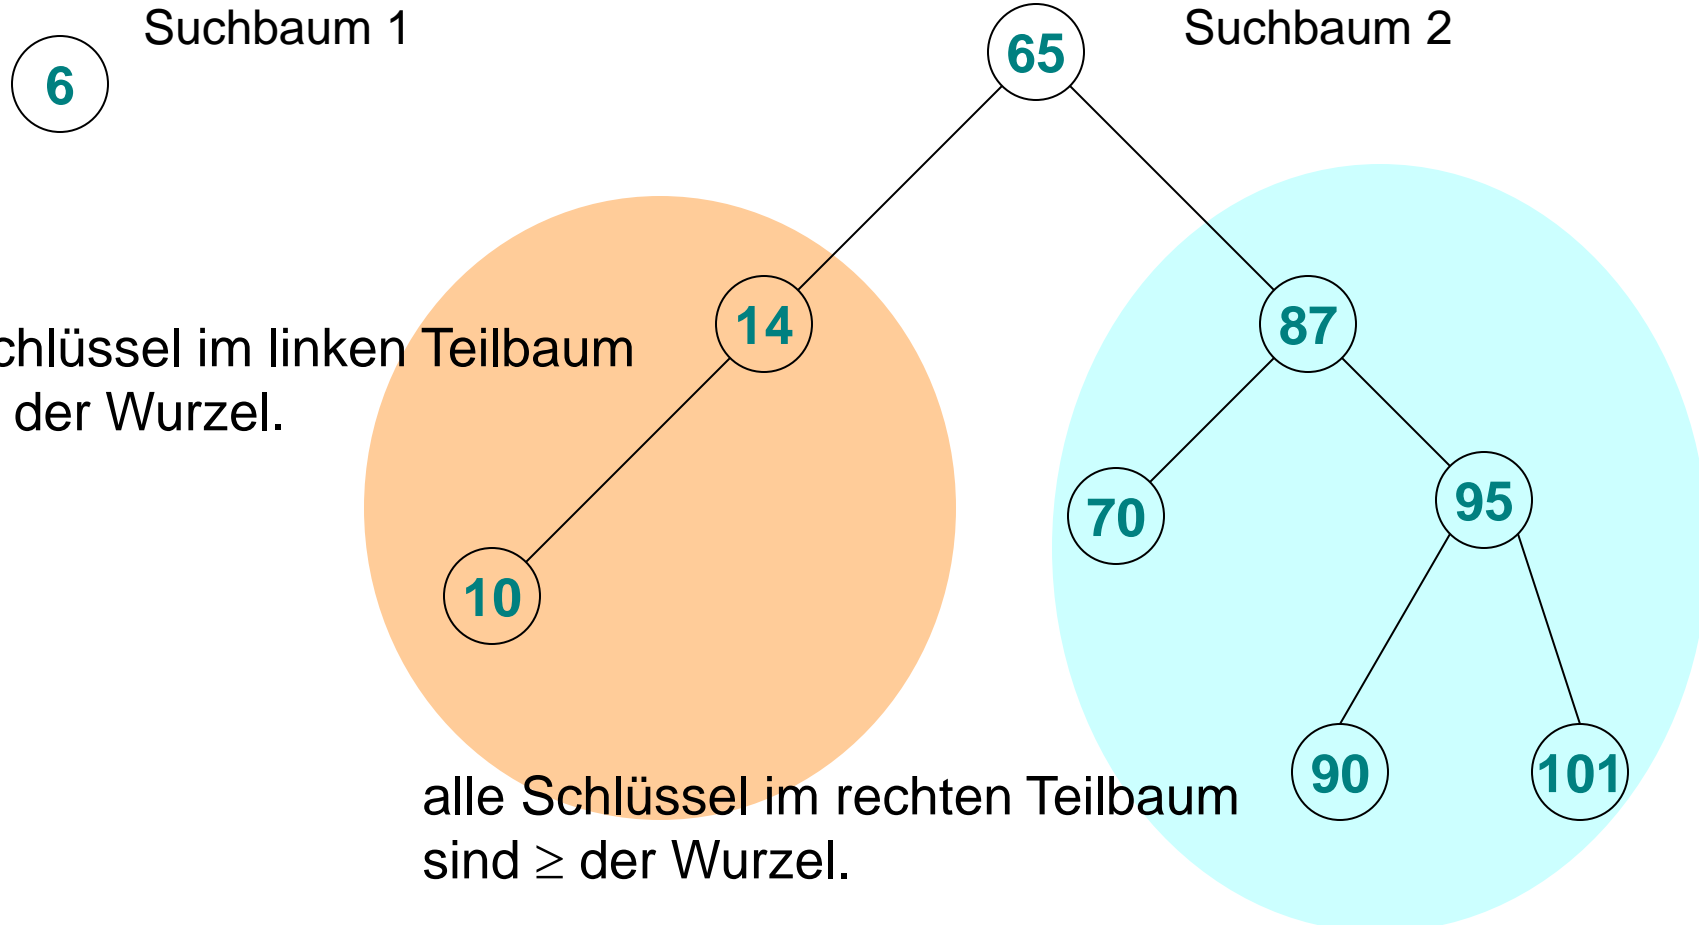 Suchbaum 1
Suchbaum 2
6
65
14
87
chlüssel im linken Teilbaum
der Wurzel.
70
95
10
90
101
alle Schlüssel im rechten Teilbaum
sind ≥ der Wurzel.